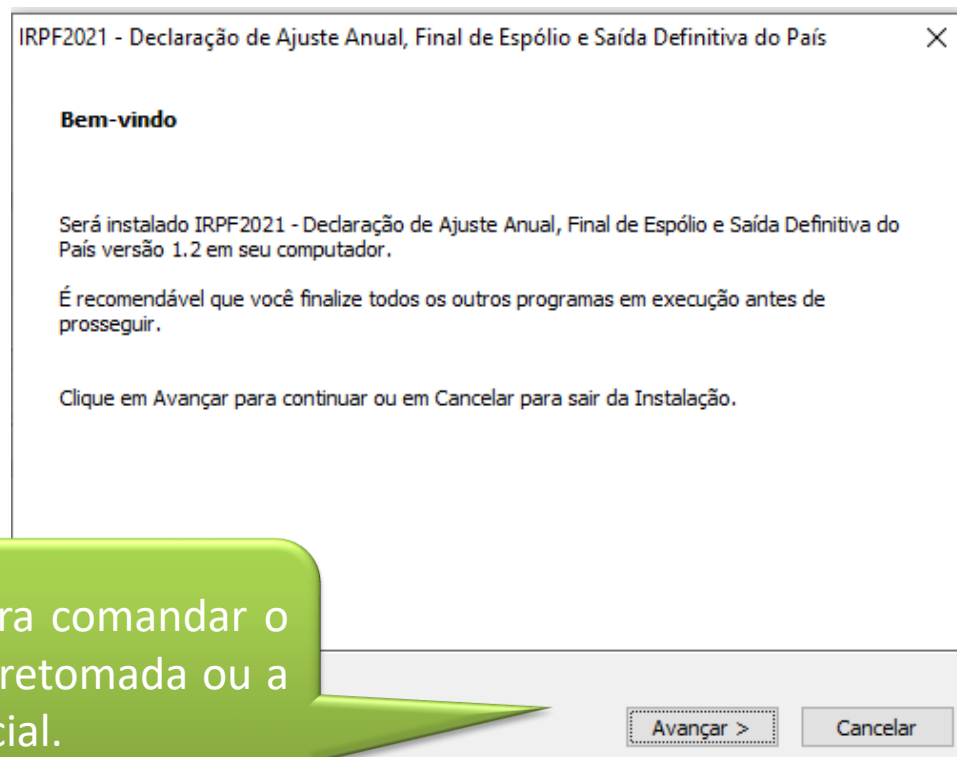 IRPF2021 - Declaração de Ajuste Anual, Final de Espólio e Saída Definitiva do País
Bem-vindo
Será instalado IRPF2021 - Declaração de Ajuste Anual, Final de Espólio e Saída Definitiva do
País versão 1.2 em seu computador.
É recomendável que você finalize todos os outros programas em execução antes de
prosseguir.
Clique em Avançar para continuar ou em Cancelar para sair da Instalação.
comandar o
retomada ou a
Avançar >
Cancelar